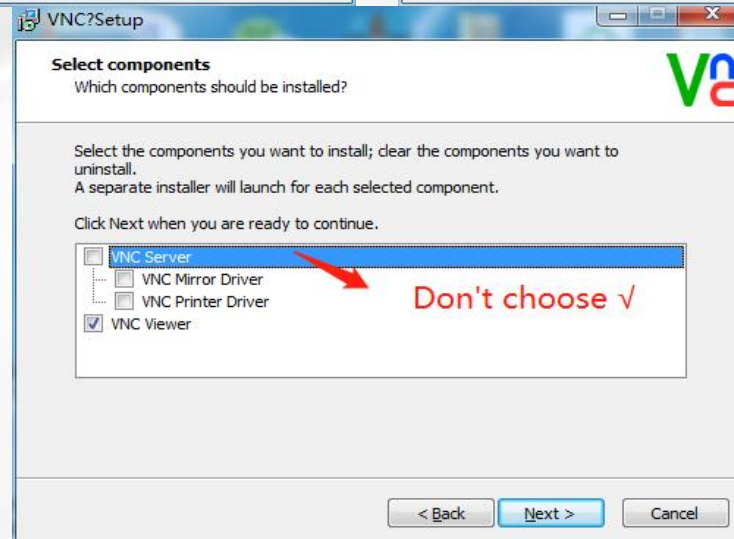 VNC?Setup
Select components
Which components should be installed?
VNC
Select the components you want to install; clear the components you want to
uninstall.
A separate installer will launch for each selected component.
Click Next when you are ready to continue.
VNC Server
VNC Mirror Driver
VNC Printer Driver
VNC Viewer
Don't choose √
< Back
Next >
Cancel